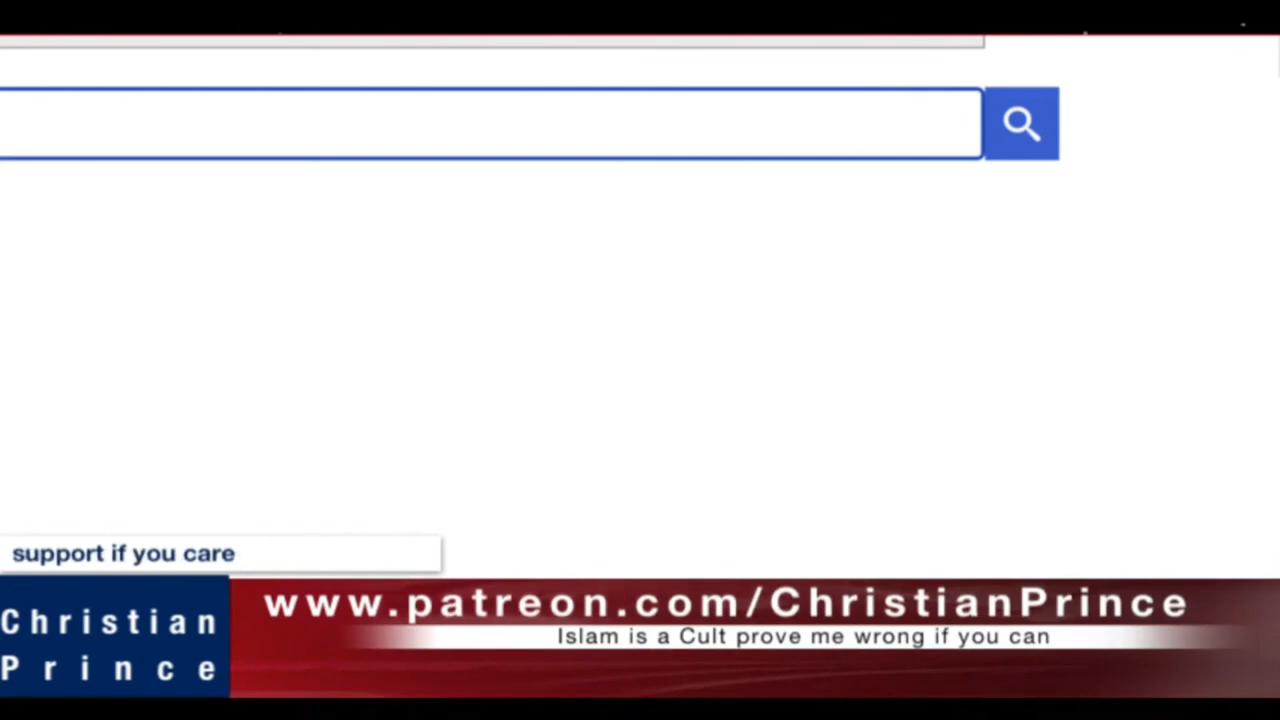 support if you care
Christian
Prince
www.patreon.com/ChristianPrince
Islam is a Cult prove me wrong if you can